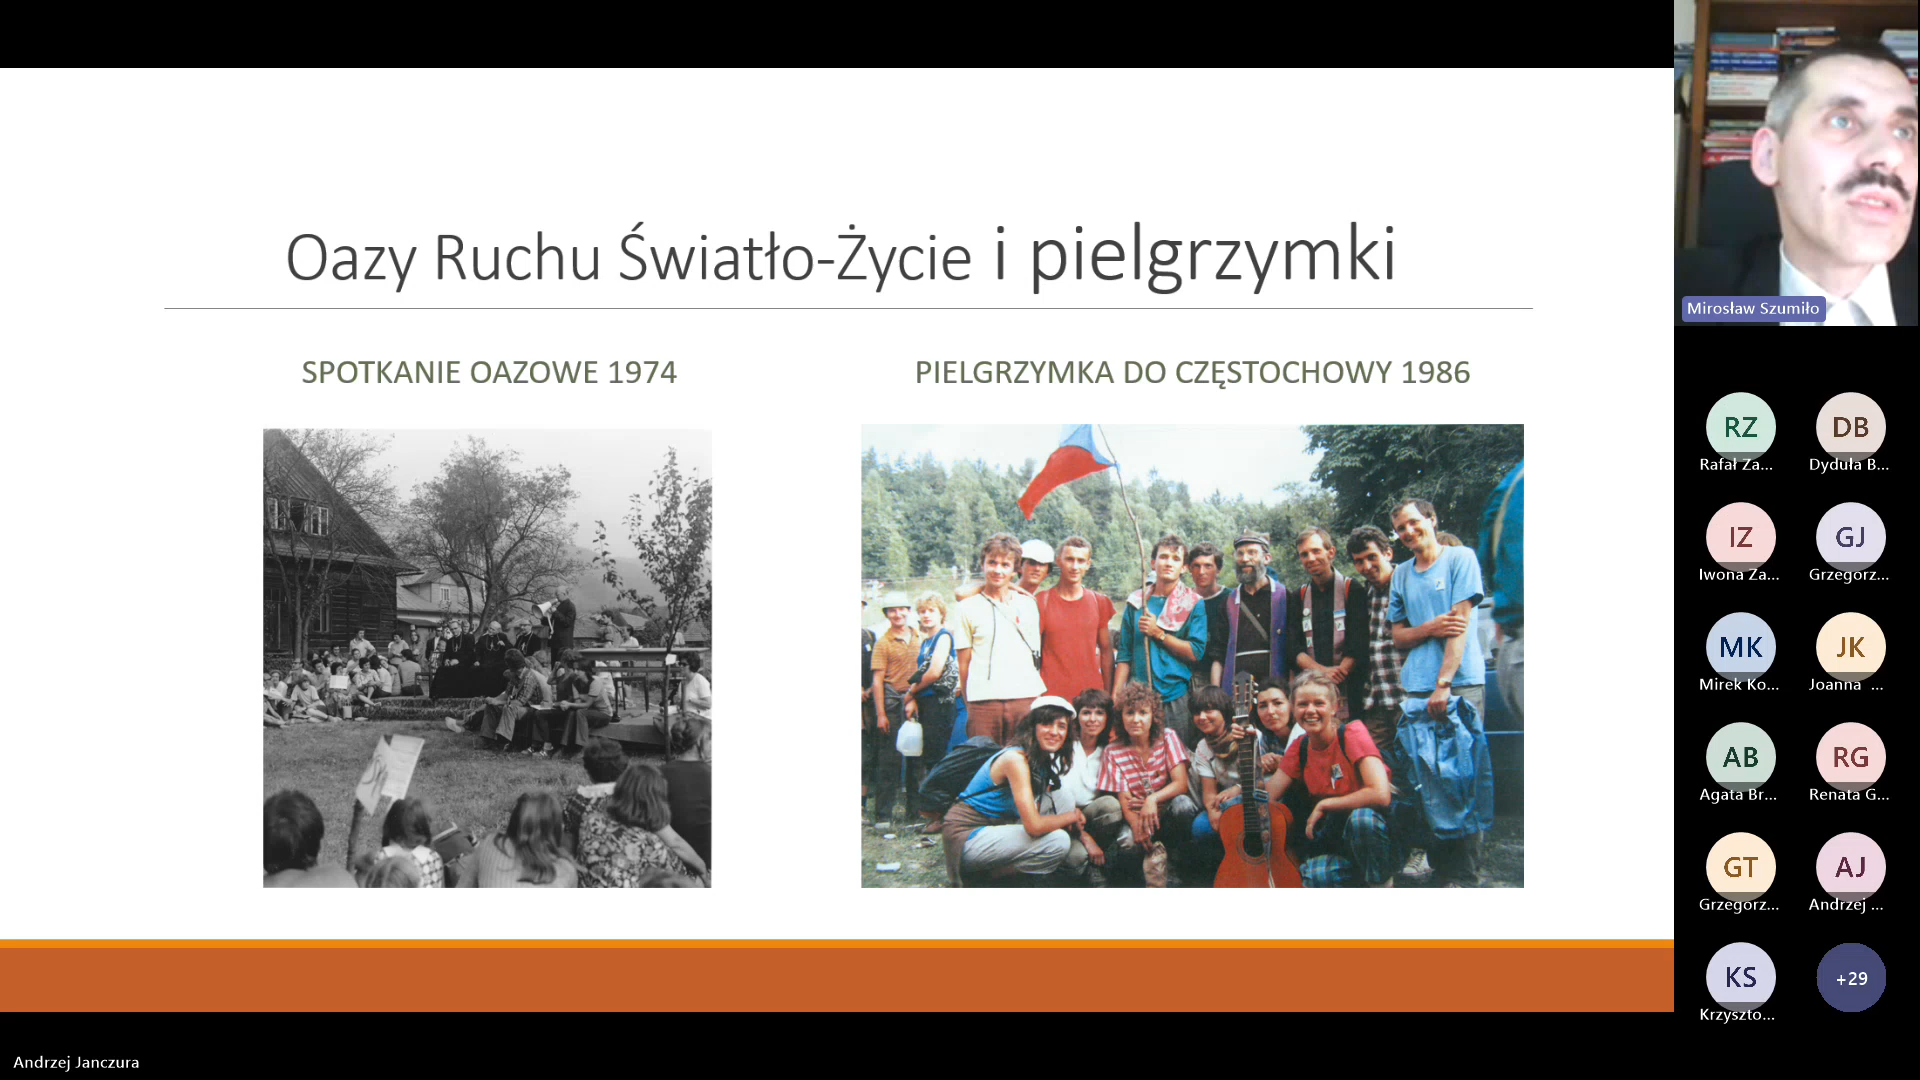 Oazy Ruchu Światło-Życie i pielgrzymki
SPOTKANIE OAZOWE 1974
PIELGRZYMKA DO CZĘSTOCHOWY 1986
Mirosław Szumiło
RZ
Rafał Za...
DB
Dyduła B...
IZ
Iwona Za...
GJ
Grzegorz...
MK
Mirek Ko...
JK
Joanna ...
AB
Agata Br...
RG
Renata G...
GT
Grzegorz...
AJ
Andrzej ...
KS
Krzyszto...
+29
Andrzej Janczura